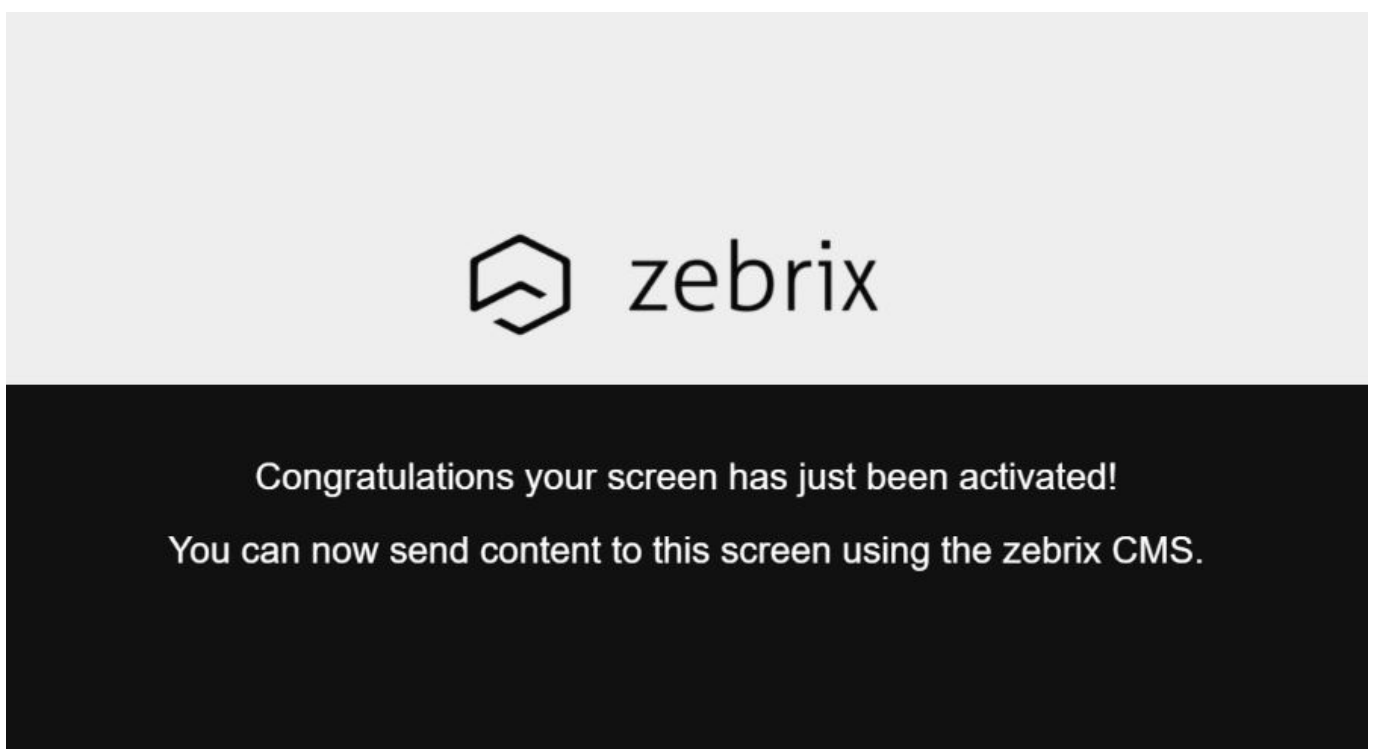 zebrix
Congratulations your screen has just been activated!
You can now send content to this screen using the zebrix CMS.